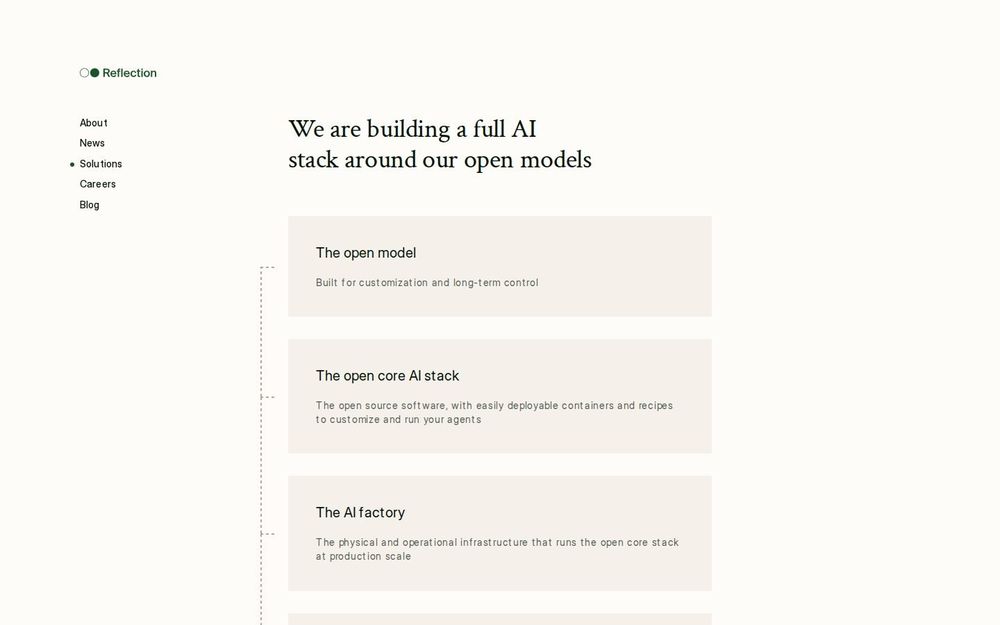 Reflection
About
News
Solutions
Careers
Blog
We are building a full AI
stack around our open models
The open model
Built for customization and long-term control
The open core AI stack
The open source software, with easily deployable containers and recipes
to customize and run your agents
The AI factory
The physical and operational infrastructure that runs the open core stack
at production scale